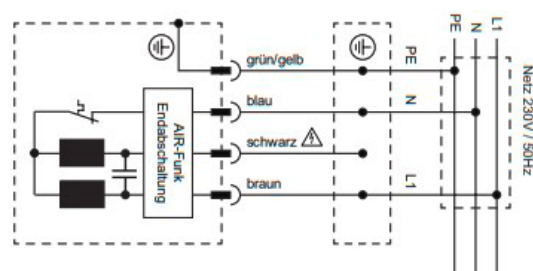 PE
N
L1
grün/gelb
PE
blau
N
schwarz
braun
L1
AIR-Funk
Endabschaltung
Netz 230V / 50Hz